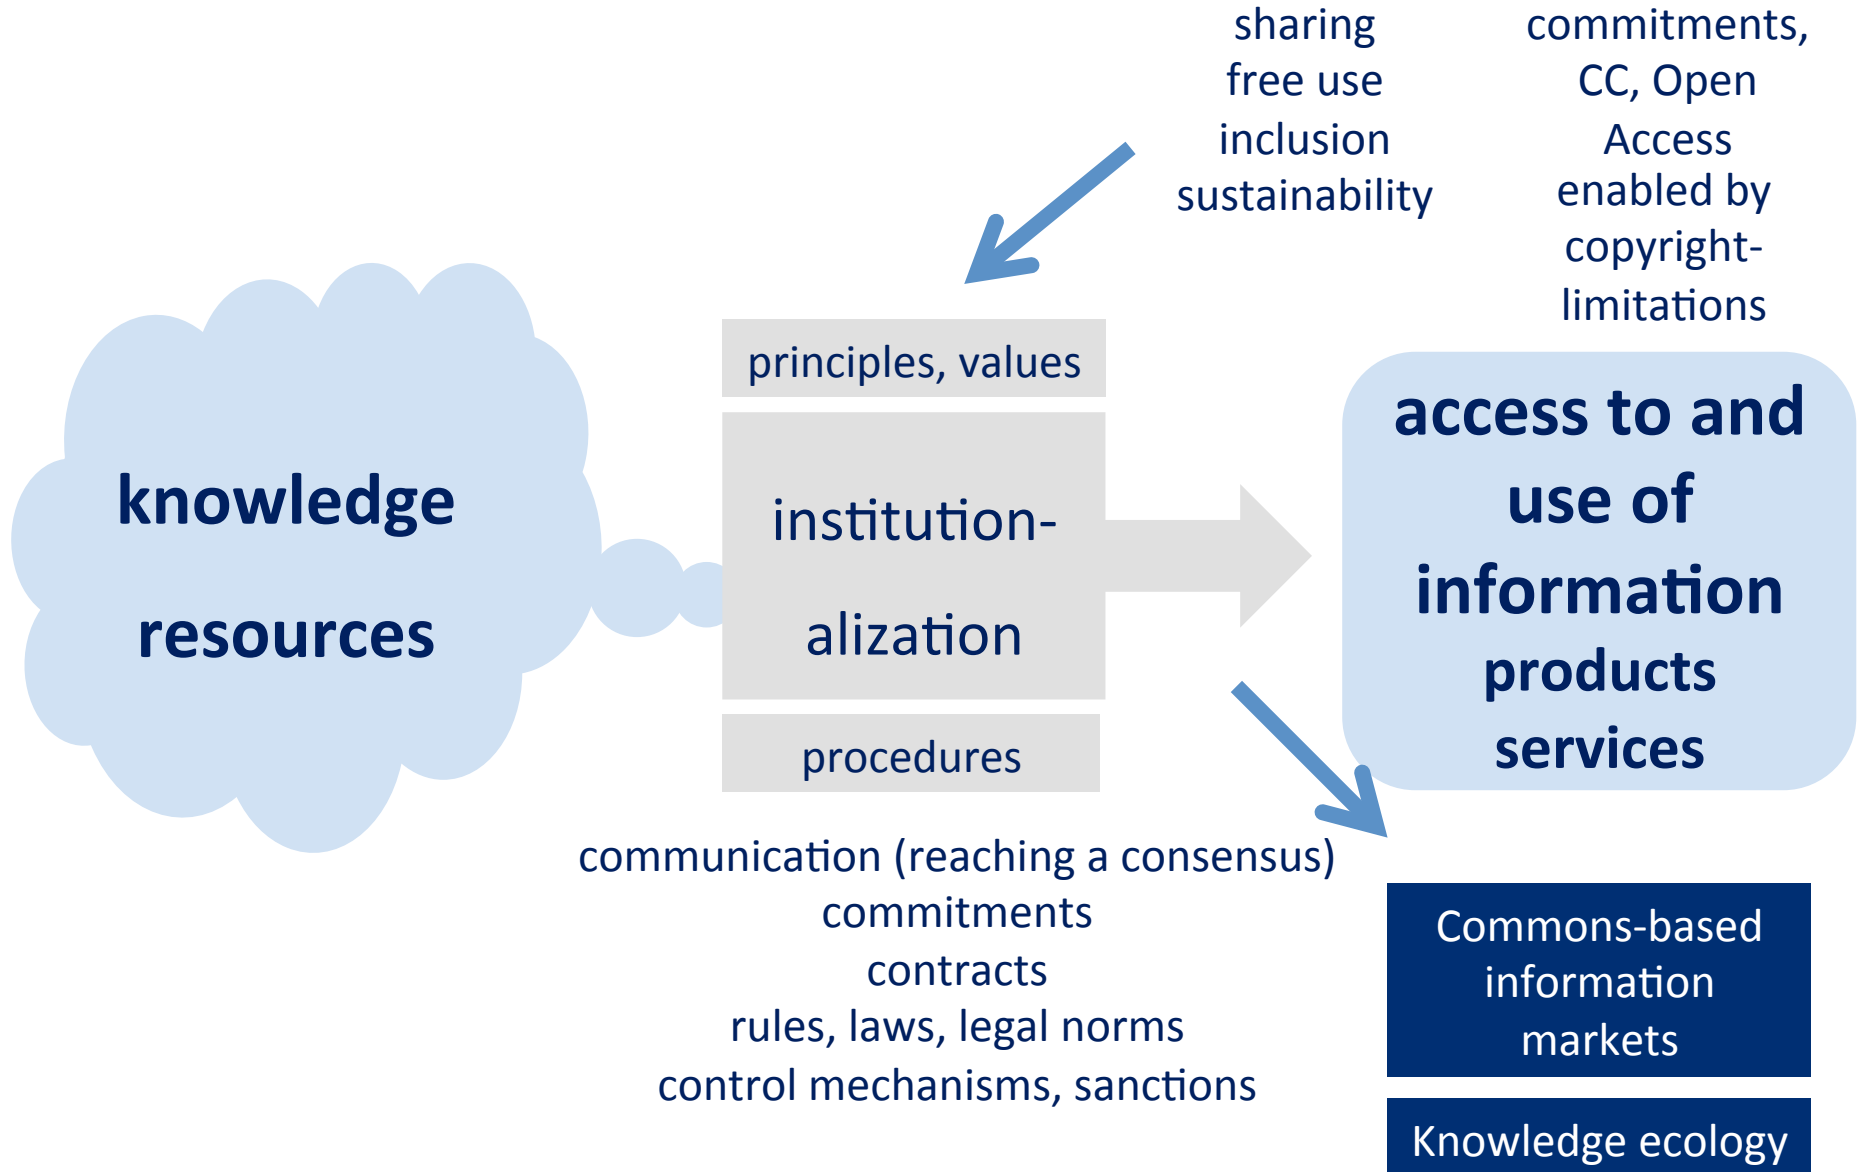 sharing
free use
inclusion
sustainability
commitments,
CC, Open
Access
enabled by
copyright-
limitations
knowledge
resources
principles, values
institution-
alization
procedures
access to and
use of
information
products
services
communication (reaching a consensus)
commitments
contracts
rules, laws, legal norms
control mechanisms, sanctions
Commons-based
information
markets
Knowledge ecology